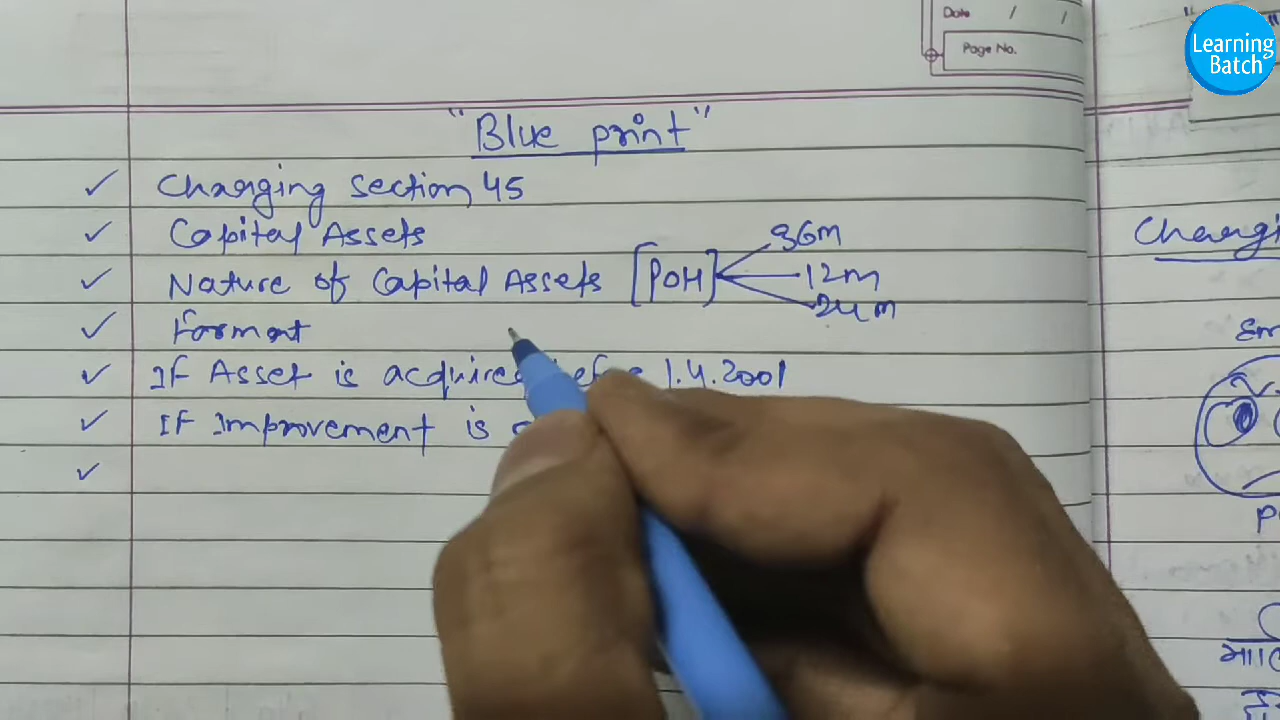 Date / /
Page No.
Learning
Batch
"Blue print"
✓ Charging section 45
✓ Capital Assets
✓ Nature of Capital Assets [POH] 36m
12m
24m
✓ Format
✓ If Asset is acquired before 1.4.2001
✓ If Improvement is
✓